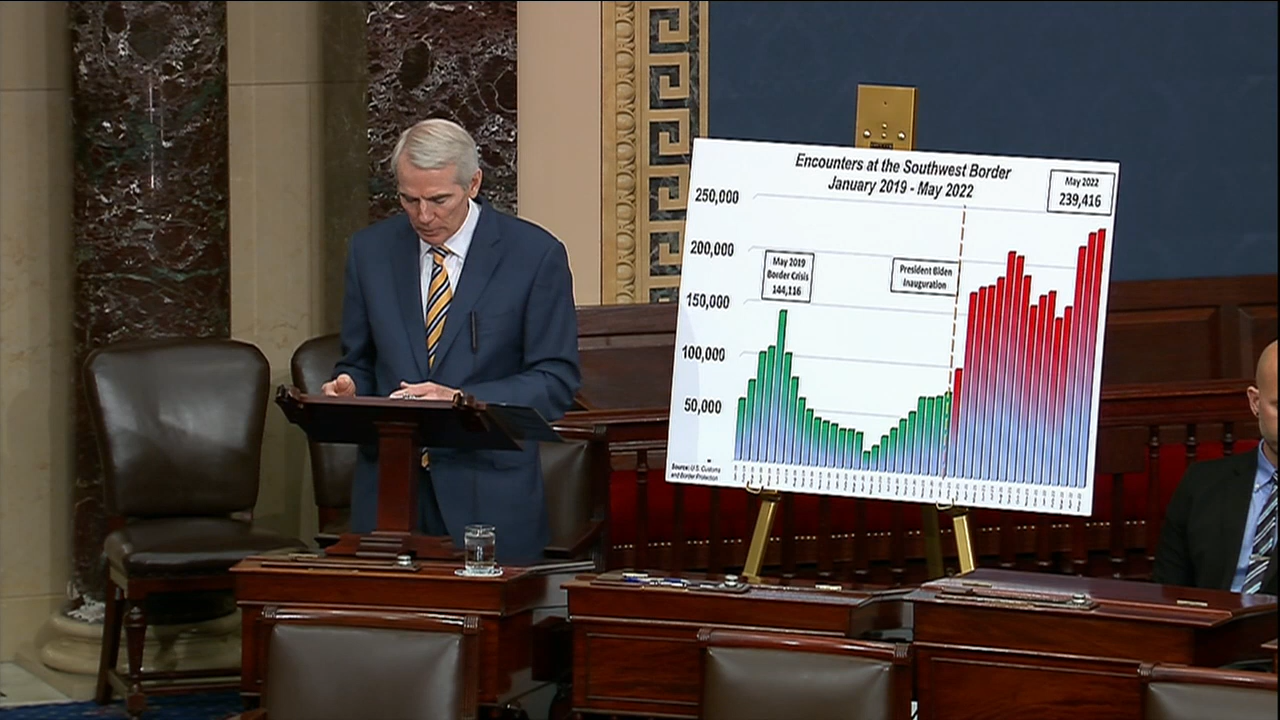 Encounters at the Southwest Border
January 2019 - May 2022
May 2022
239,416
250,000
200,000
150,000
100,000
50,000
May 2019
Border Crisis
144,116
President Biden
Inauguration
Source: U.S. Customs
and Border Protection